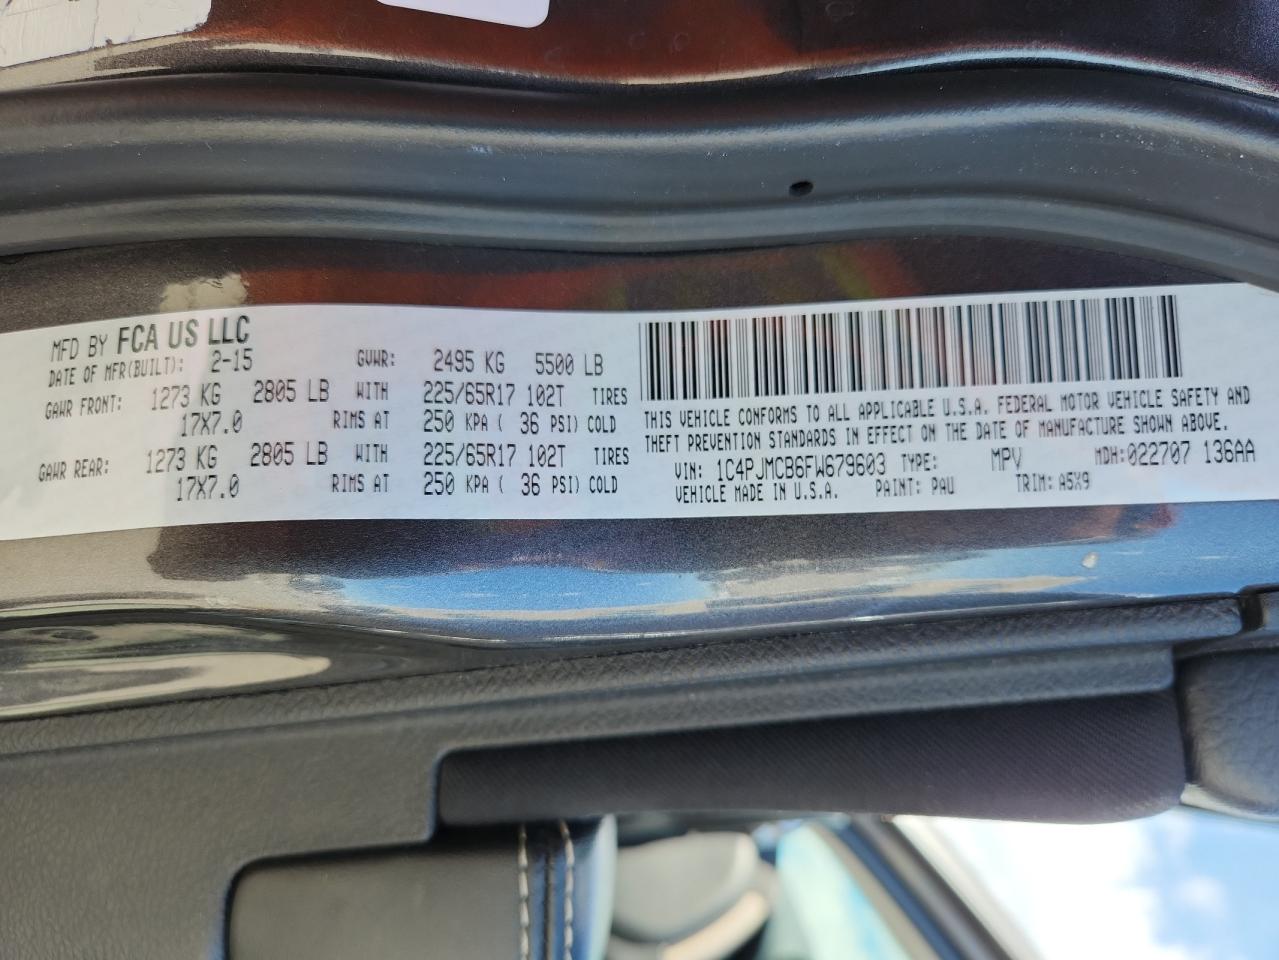 MFD BY FCA US LLC
DATE OF MFR(BUILT): 2-15 GVWR: 2495 KG 5500 LB
GAWR FRONT: 1273 KG 2805 LB WITH 225/65R17 102T TIRES
17X7.0 RIMS AT 250 KPA ( 36 PSI) COLD
GAWR REAR: 1273 KG 2805 LB WITH 225/65R17 102T TIRES
17X7.0 RIMS AT 250 KPA ( 36 PSI) COLD
THIS VEHICLE CONFORMS TO ALL APPLICABLE U.S.A. FEDERAL MOTOR VEHICLE SAFETY AND
THEFT PREVENTION STANDARDS IN EFFECT ON THE DATE OF MANUFACTURE SHOWN ABOVE.
VIN: 1C4PJMCB6FW679603 TYPE: MPV MDH:022707 136AA
VEHICLE MADE IN U.S.A. PAINT: PAU TRIM: A5X9